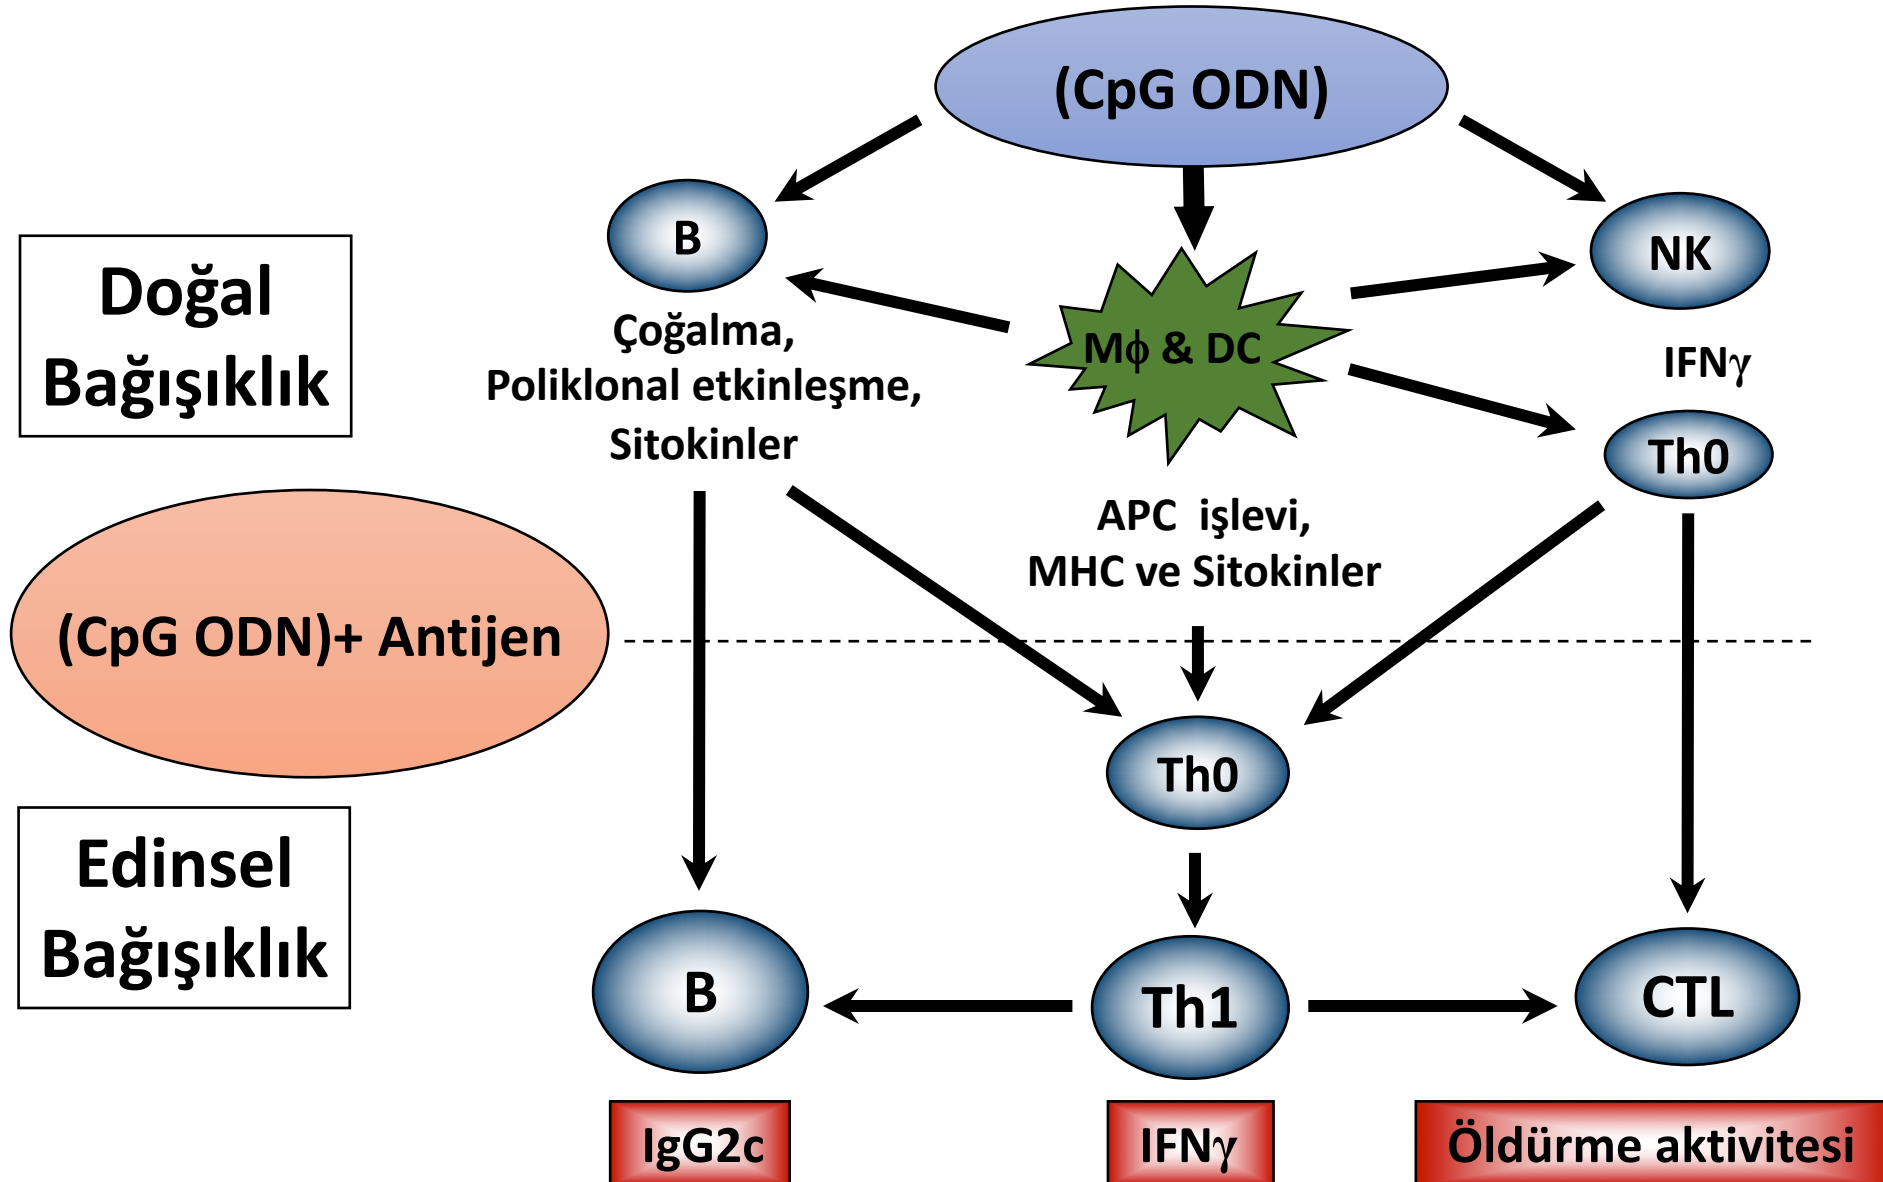 (CpG ODN)
B
NK
Doğal
Bağışıklık
Çoğalma,
Poliklonal etkinleşme,
Sitokinler
Mϕ & DC
IFNγ
Th0
APC işlevi,
MHC ve Sitokinler
(CpG ODN)+ Antijen
Th0
Edinsel
Bağışıklık
B
Th1
CTL
IgG2c
IFNγ
Öldürme aktivitesi